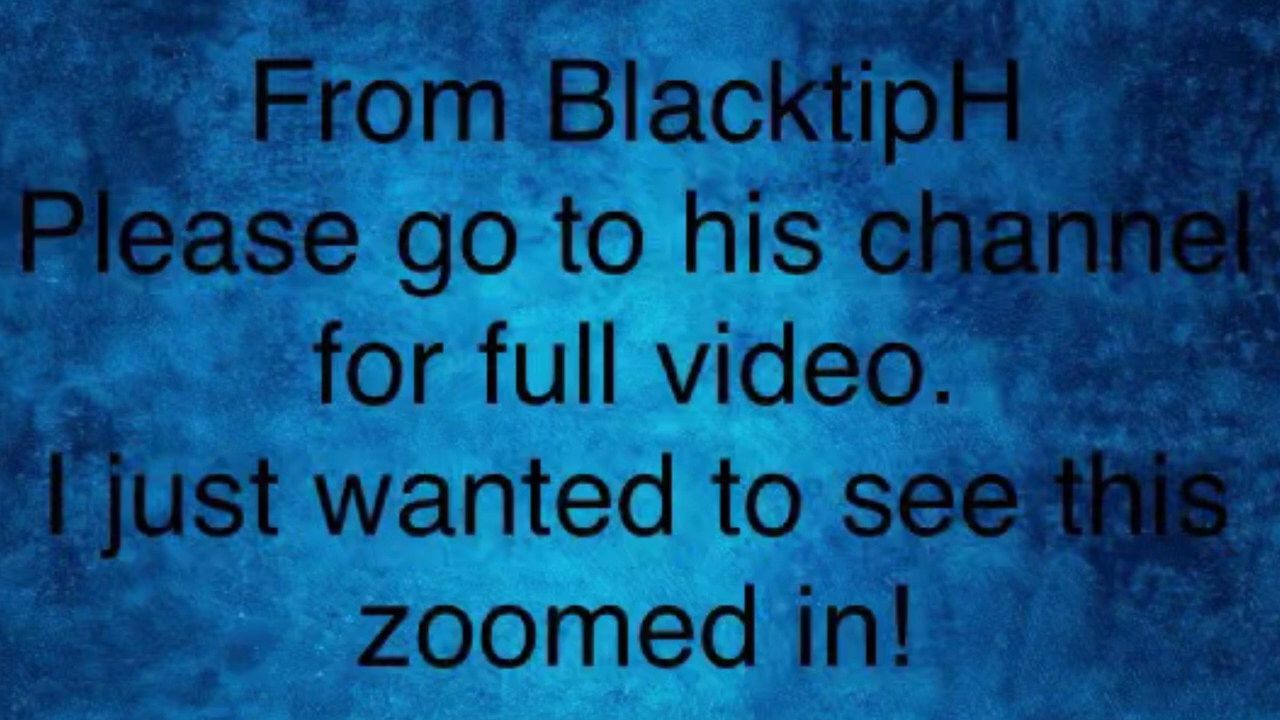 From BlacktipH
Please go to his channel
for full video.
I just wanted to see this
zoomed in!